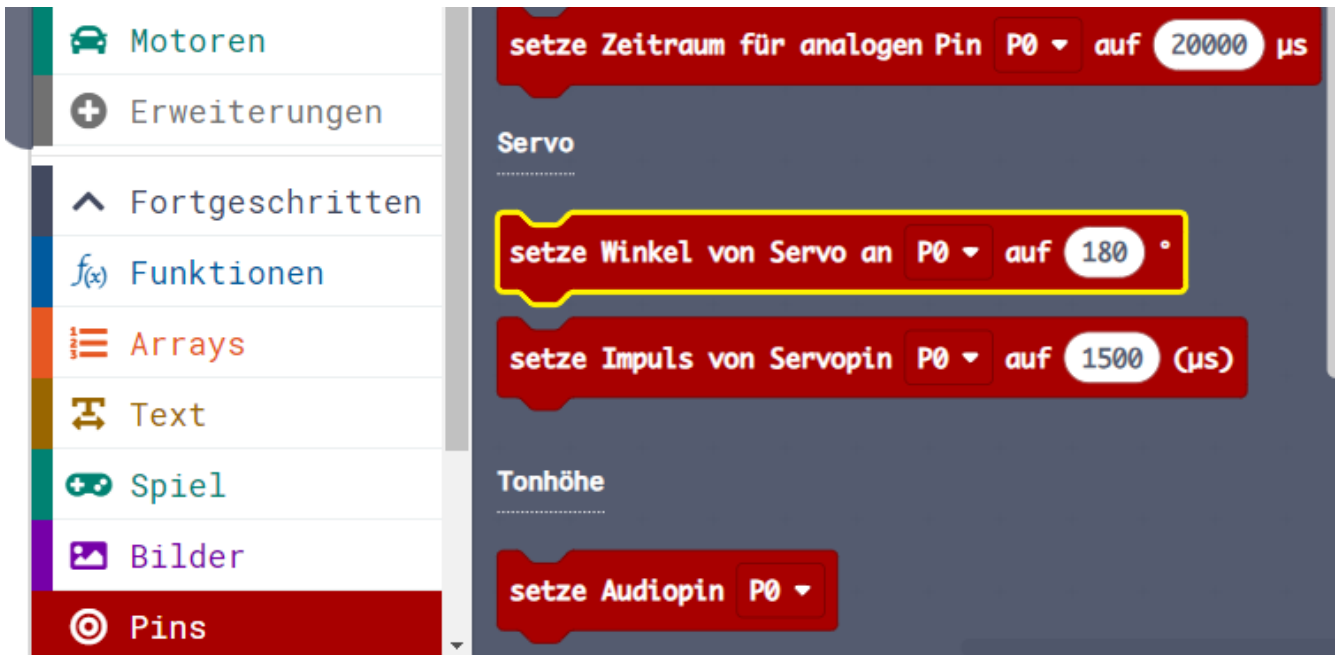 Motoren
Erweiterungen
Fortgeschritten
f(x) Funktionen
Arrays
Text
Spiel
Bilder
Pins
setze Zeitraum für analogen Pin P0 auf 20000 µs
Servo
setze Winkel von Servo an P0 auf 180 °
setze Impuls von Servopin P0 auf 1500 (µs)
Tonhöhe
setze Audiopin P0